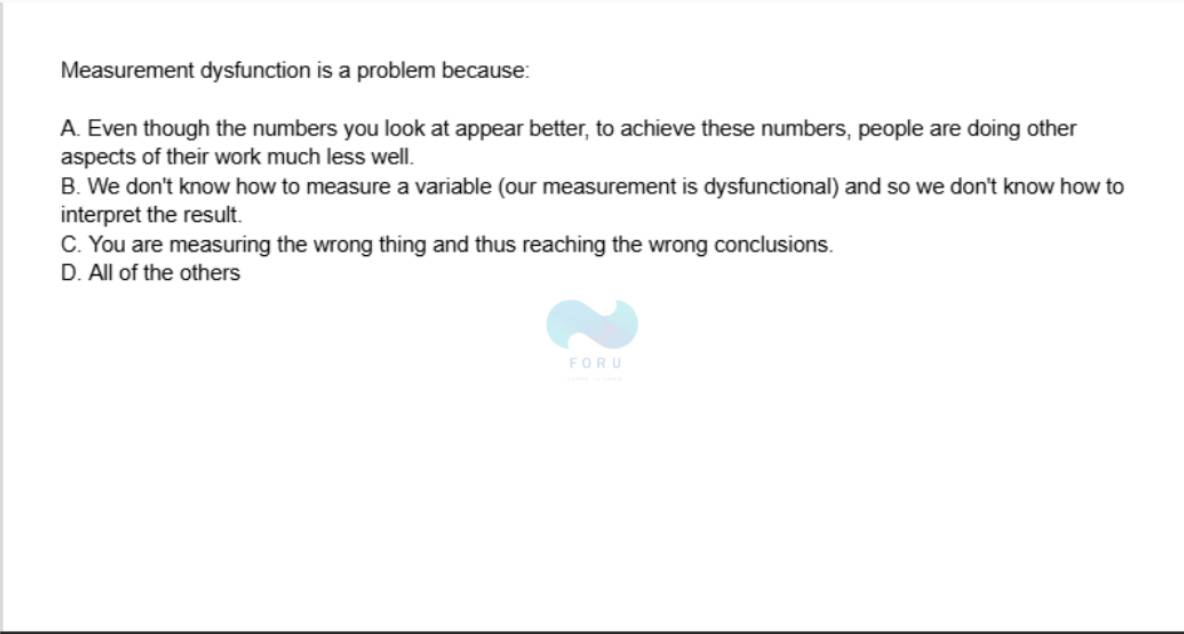 Measurement dysfunction is a problem because:
A. Even though the numbers you look at appear better, to achieve these numbers, people are doing other
aspects of their work much less well.
B. We don't know how to measure a variable (our measurement is dysfunctional) and so we don't know how to
interpret the result.
C. You are measuring the wrong thing and thus reaching the wrong conclusions.
D. All of the others
FORU